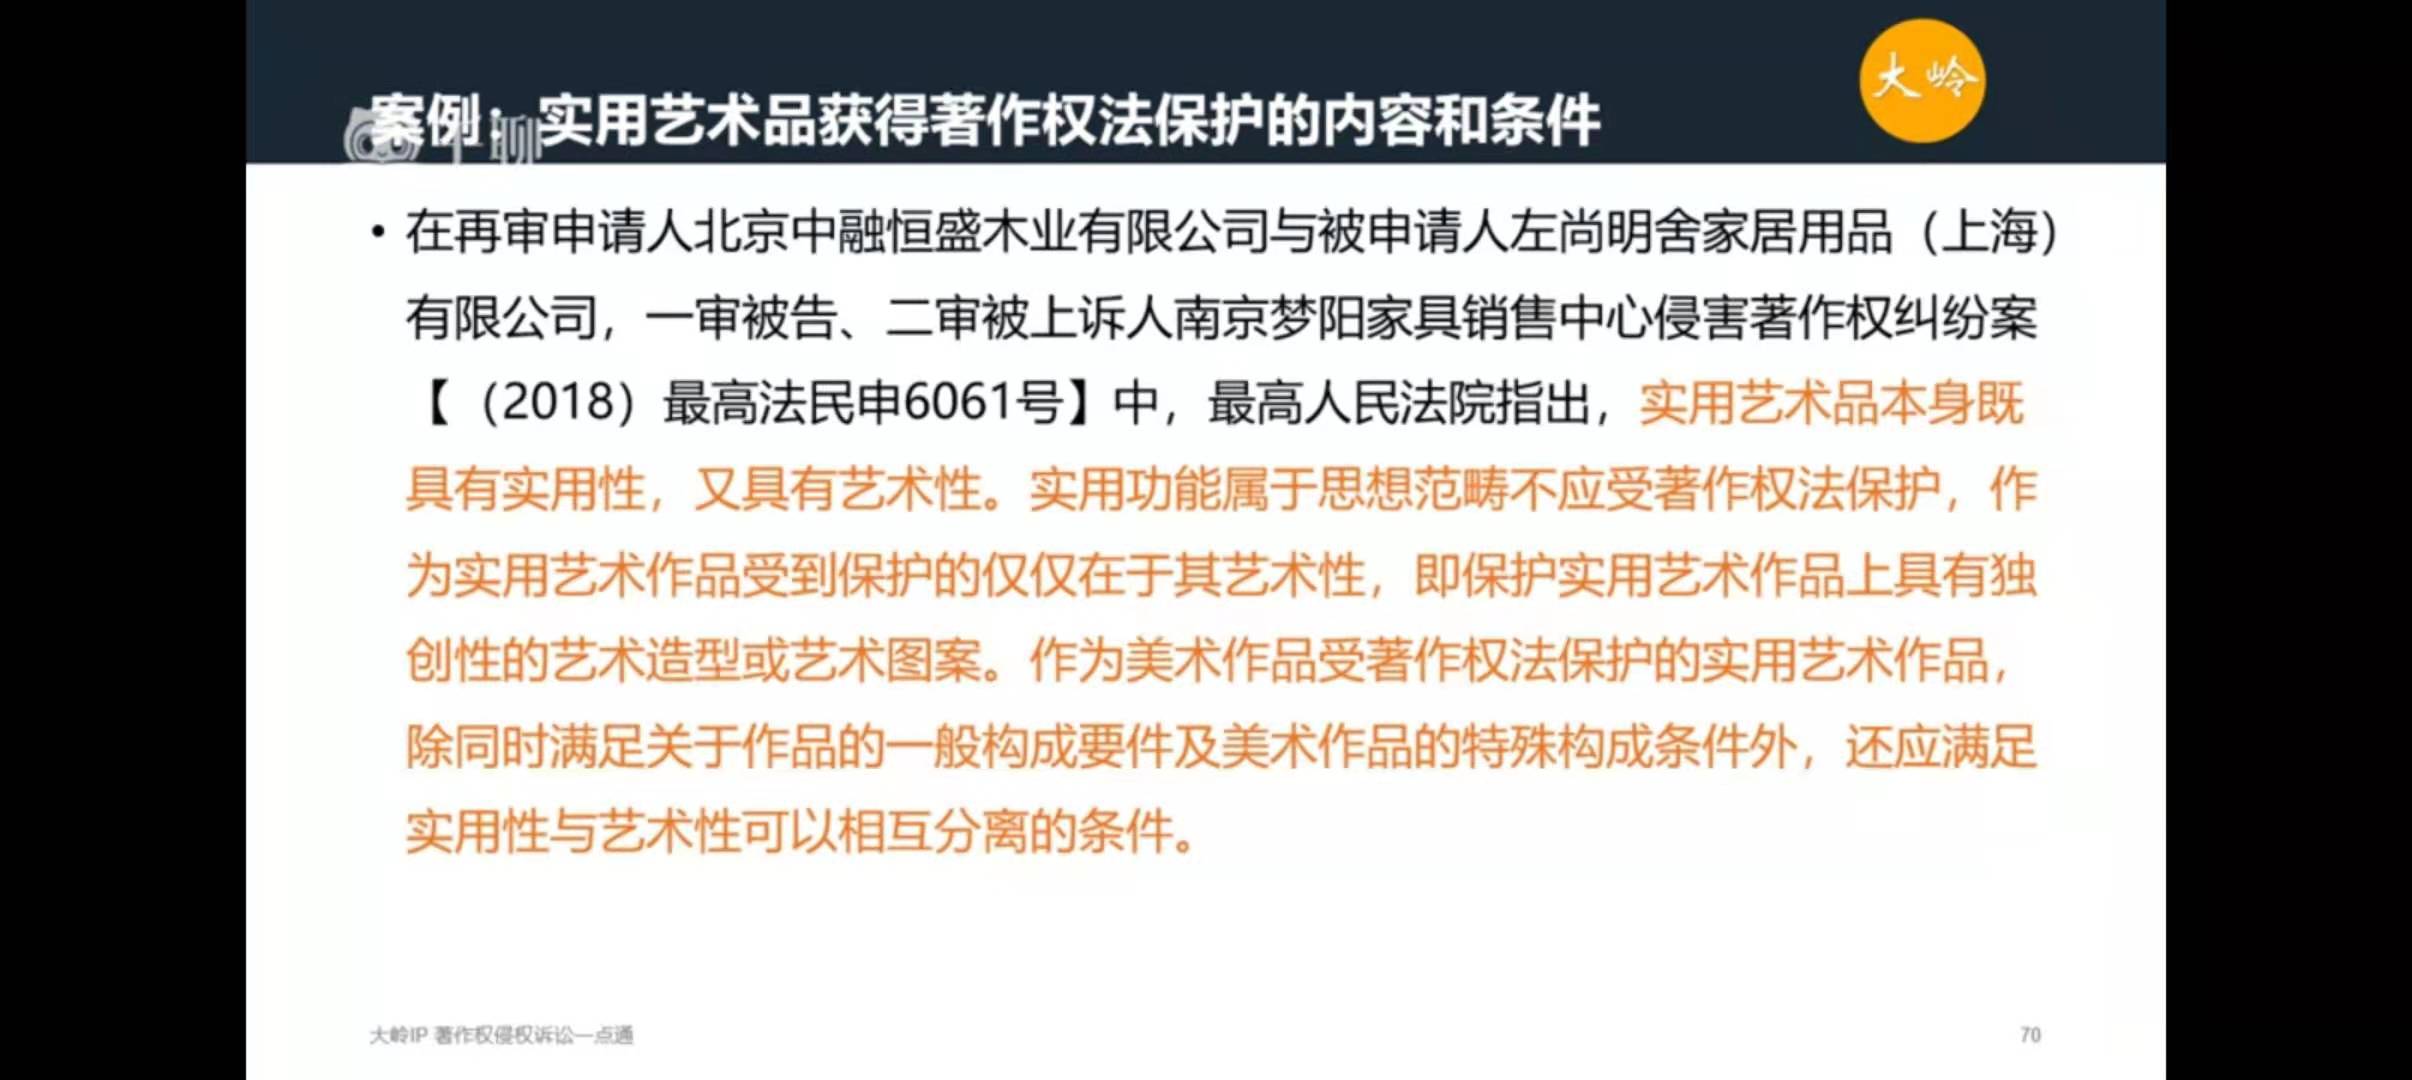 案例：实用艺术品获得著作权法保护的内容和条件
大岭
千聊
• 在再审申请人北京中融恒盛木业有限公司与被申请人左尚明舍家居用品（上海）
有限公司，一审被告、二审被上诉人南京梦阳家具销售中心侵害著作权纠纷案
【（2018）最高法民申6061号】中，最高人民法院指出，实用艺术品本身既
具有实用性，又具有艺术性。实用功能属于思想范畴不应受著作权法保护，作
为实用艺术作品受到保护的仅仅在于其艺术性，即保护实用艺术作品上具有独
创性的艺术造型或艺术图案。作为美术作品受著作权法保护的实用艺术作品，
除同时满足关于作品的一般构成要件及美术作品的特殊构成条件外，还应满足
实用性与艺术性可以相互分离的条件。
大岭IP 著作权侵权诉讼一点通
70